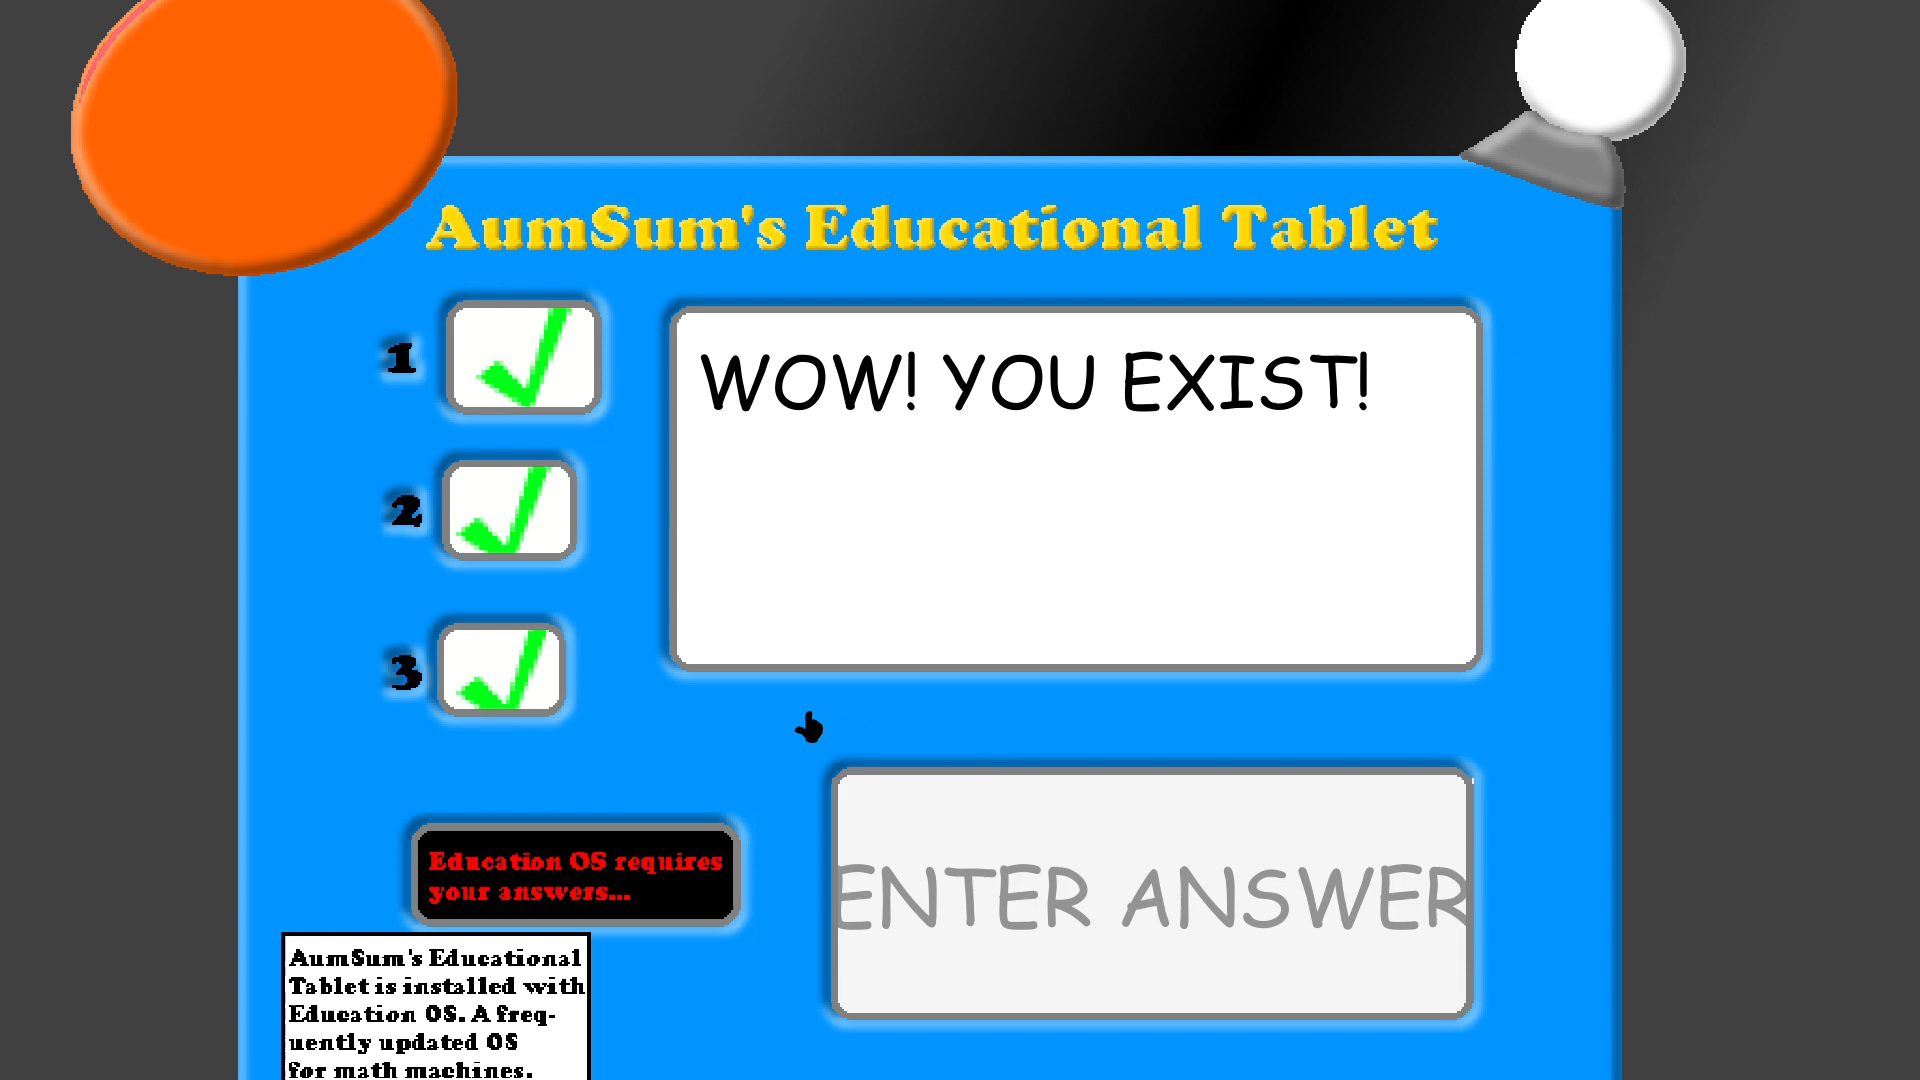 AumSum's Educational Tablet
1
WOW! YOU EXIST!
2
3
Education OS requires
your answers...
ENTER ANSWER
AumSum's Educational
Tablet is installed with
Education OS. A freq-
uently updated OS
for math machines.